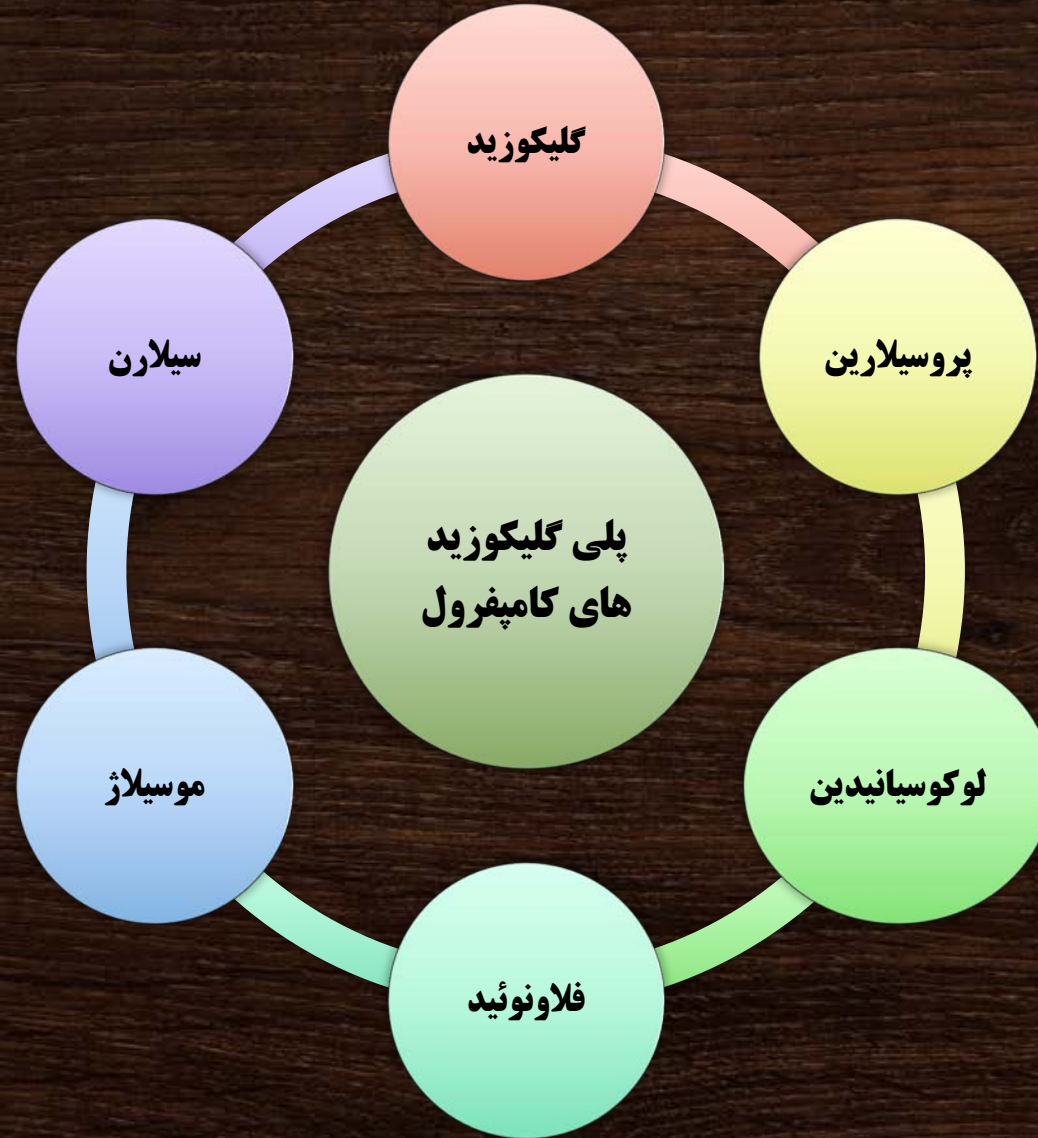 گلیکوزید
پروسیلارین
لوکوسیانیدین
فلاونوئید
موسیلاژ
سیلارن
پلی گلیکوزید
های کامپفرول